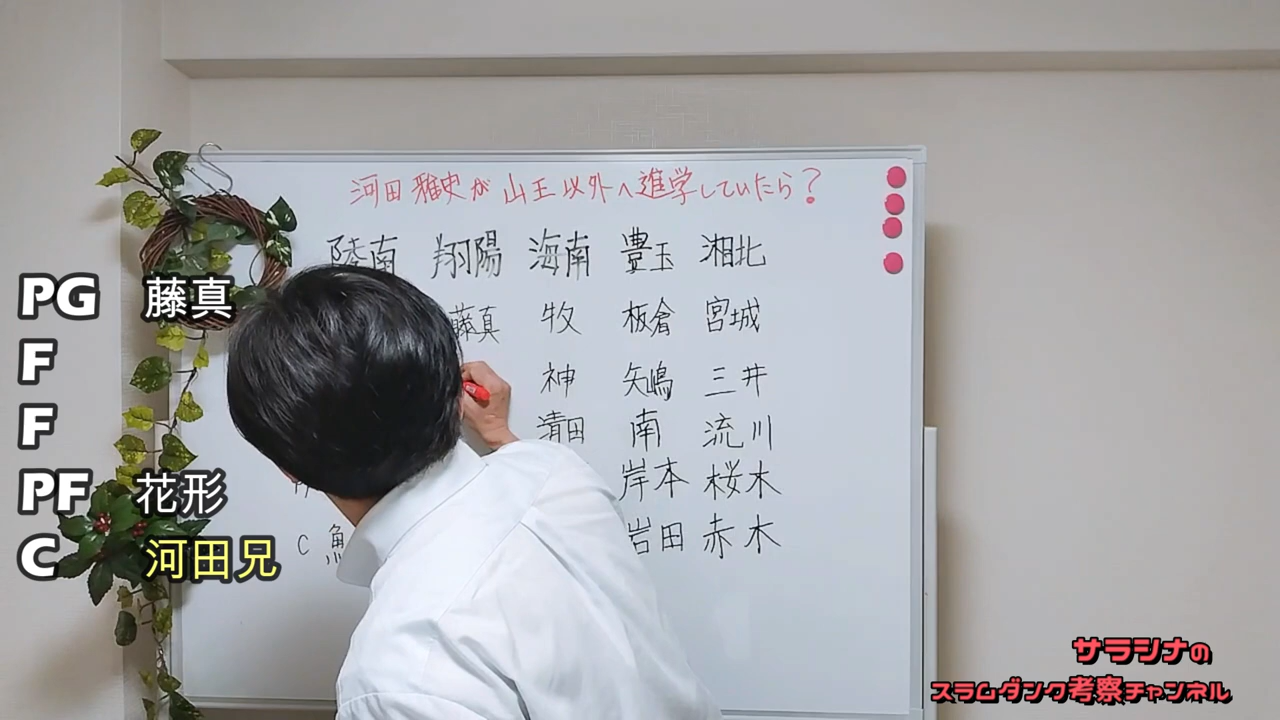 河田雅史が山王以外へ進学していたら?
陵南 翔陽 海南 豊玉 湘北
藤真 牧 板倉 宮城
神 矢嶋 三井
清田 南 流川
岸本 桜木
C 魚 岩田 赤木
PG 藤真
F
F
PF 花形
C 河田兄
サラシナの
スラムダンク考察チャンネル